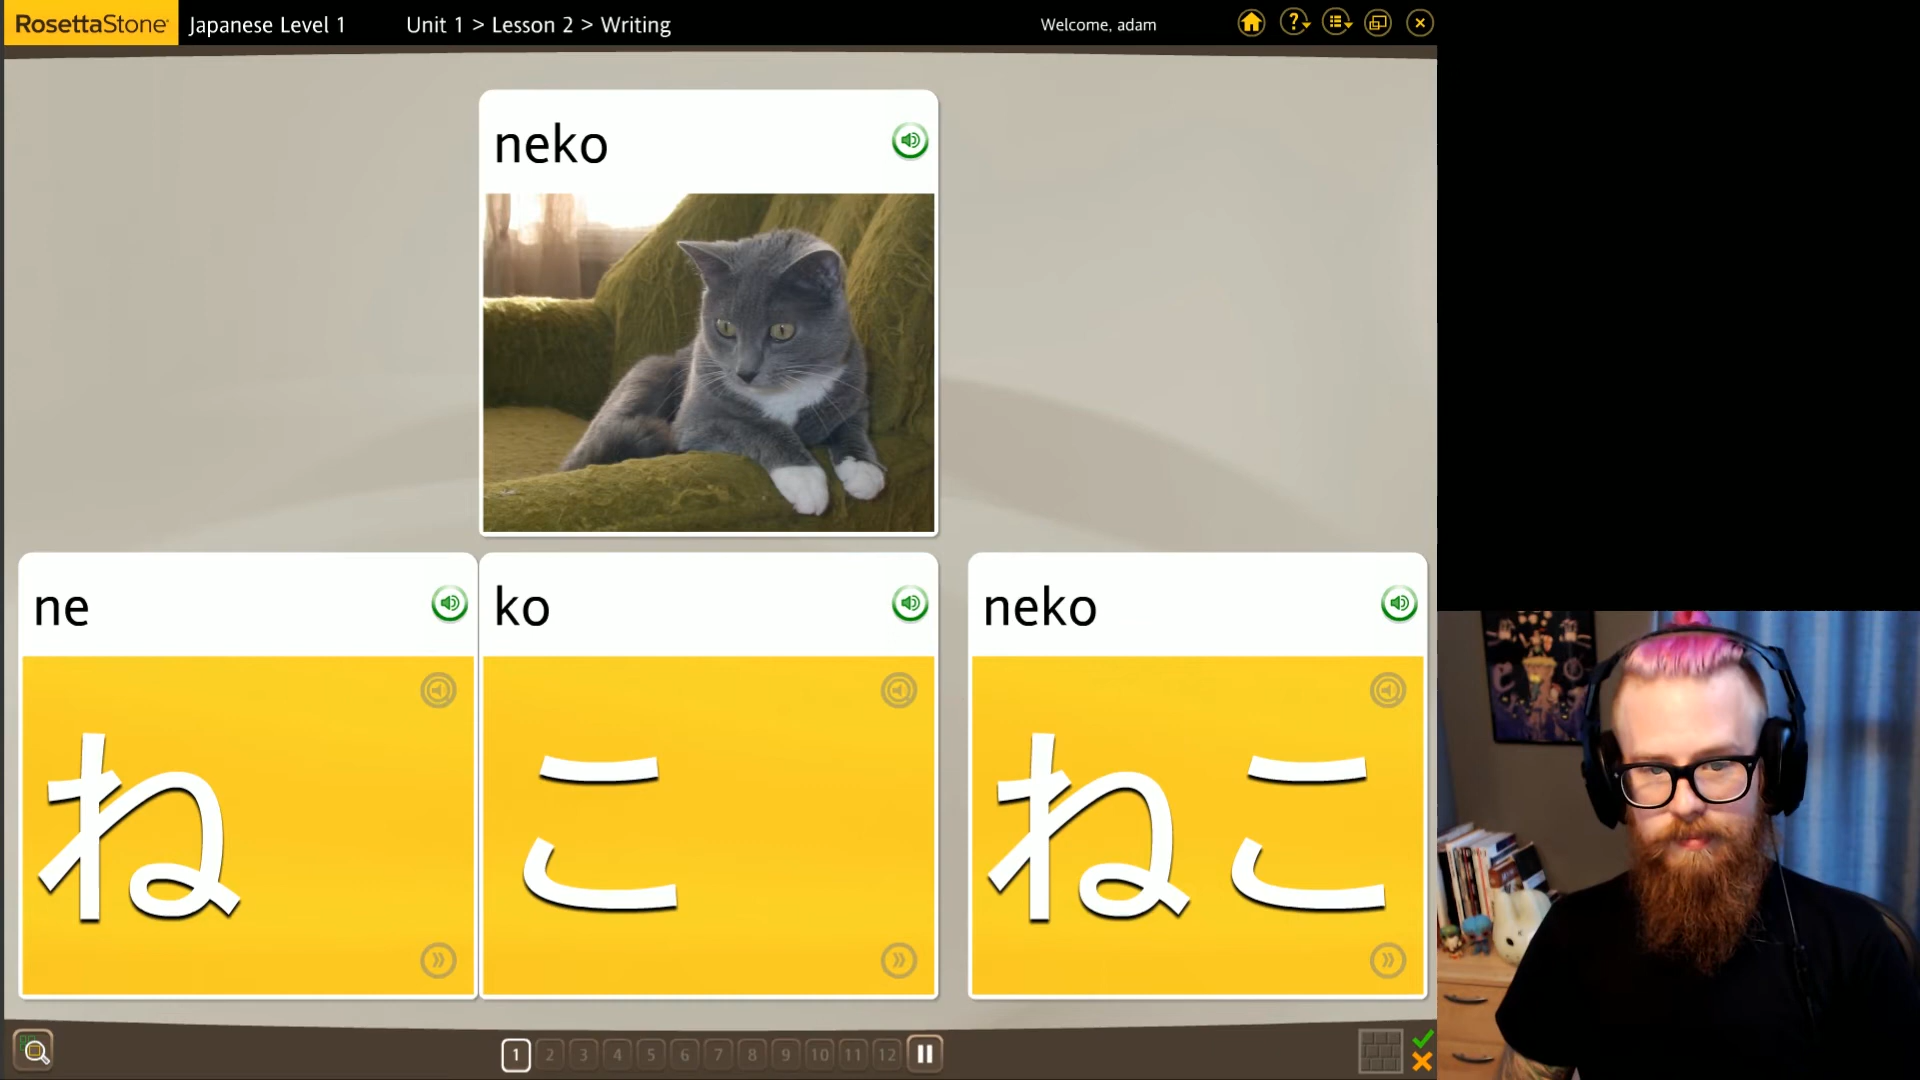 RosettaStone Japanese Level 1 Unit 1 > Lesson 2 > Writing Welcome, adam
neko
ne ko neko
ね こ ねこ
1 2 3 4 5 6 7 8 9 10 11 12